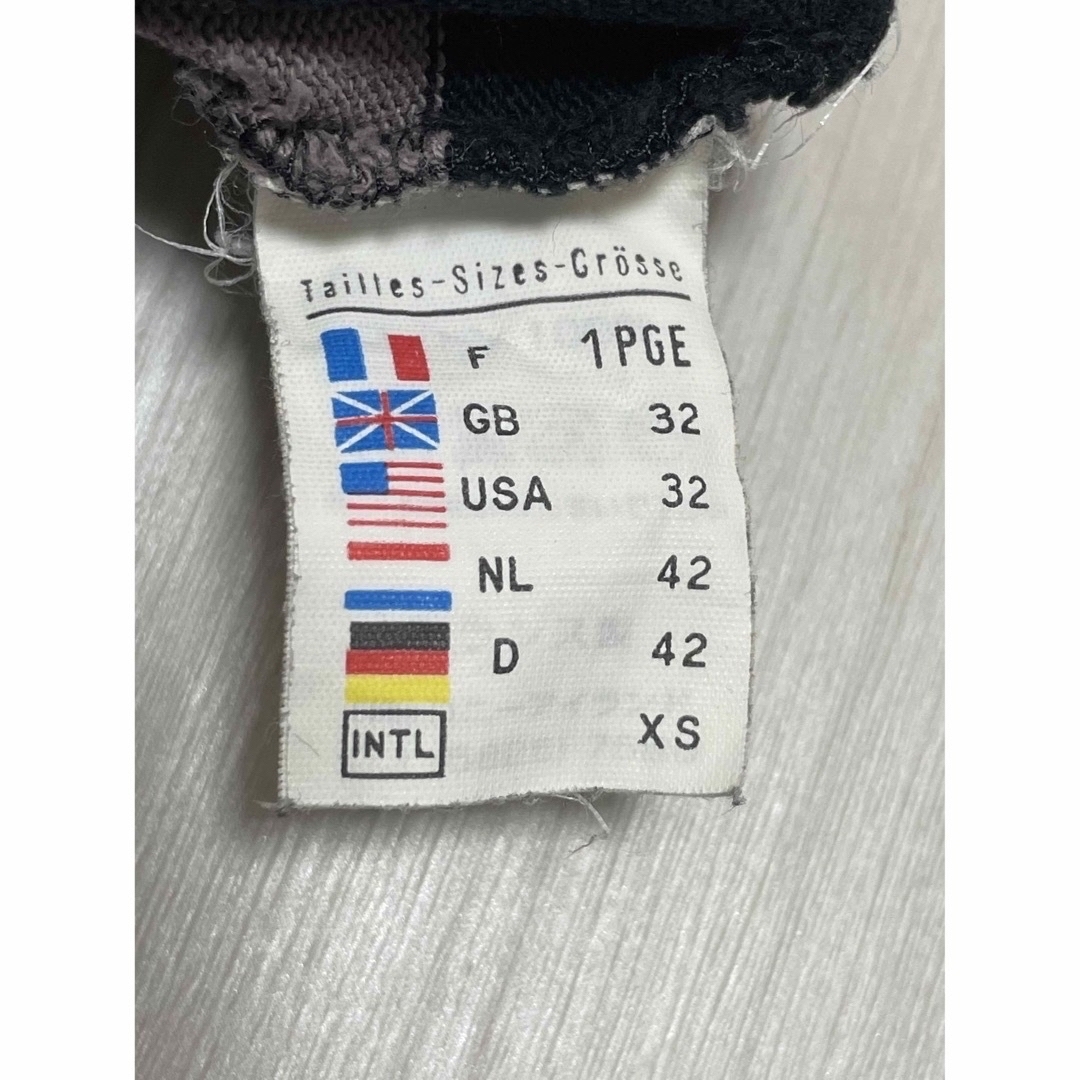 Tailles-Sizes-Grösse
F 1PGE
GB 32
USA 32
NL 42
D 42
INTL XS